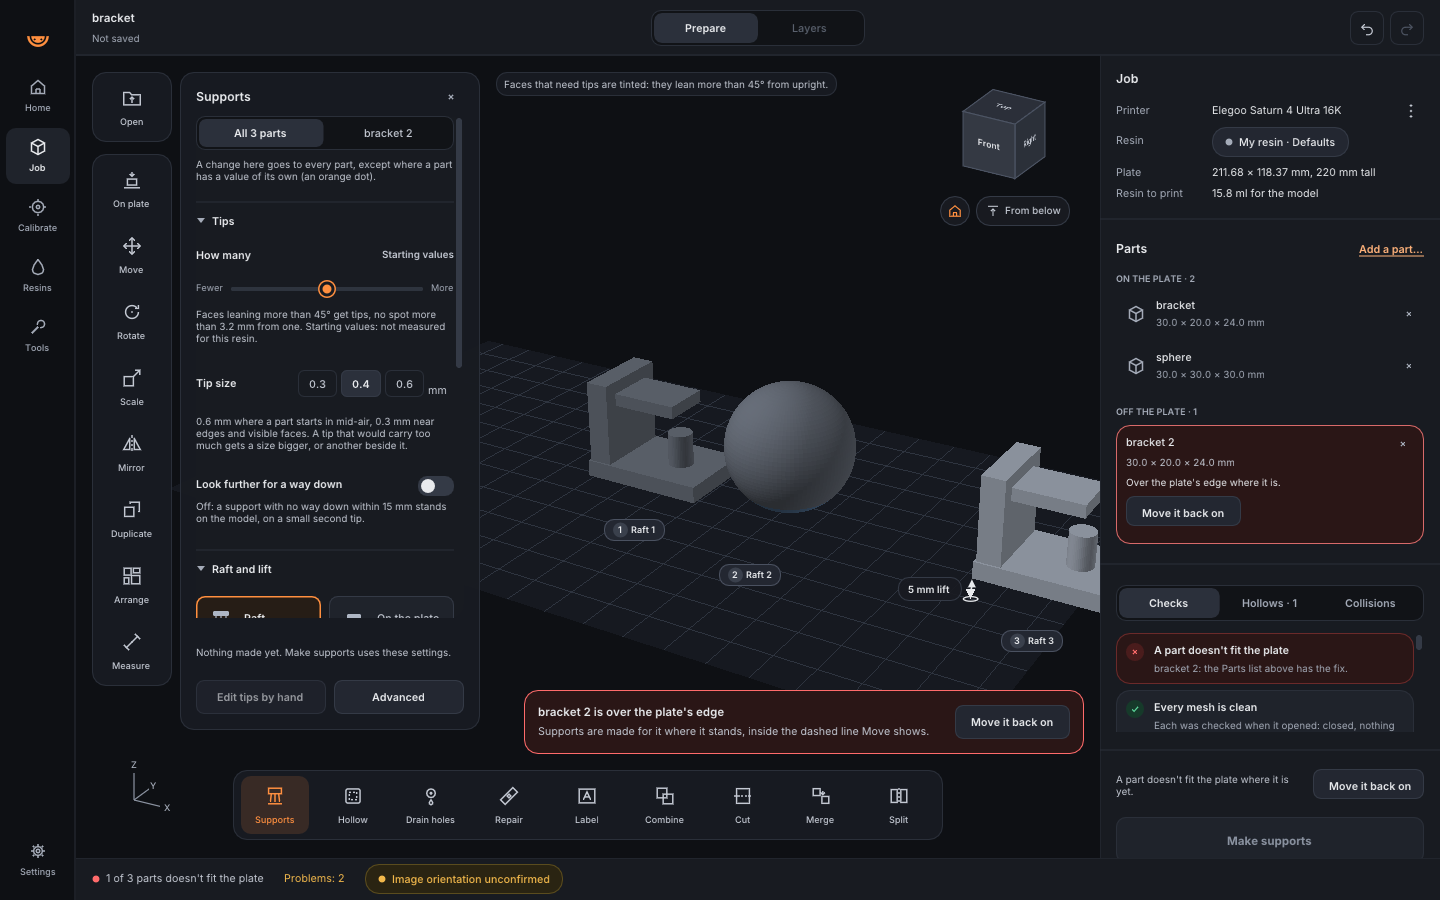 bracket
Not saved
Prepare
Layers
Home
Job
Calibrate
Resins
Tools
Settings
Open
On plate
Move
Rotate
Scale
Mirror
Duplicate
Arrange
Measure
Supports
×
All 3 parts
bracket 2
A change here goes to every part, except where a part
has a value of its own (an orange dot).
Tips
How many
Starting values
Fewer
More
Faces leaning more than 45° get tips, no spot more
than 3.2 mm from one. Starting values: not measured
for this resin.
Tip size
0.3
0.4
0.6
mm
0.6 mm where a part starts in mid-air, 0.3 mm near
edges and visible faces. A tip that would carry too
much gets a size bigger, or another beside it.
Look further for a way down
Off: a support with no way down within 15 mm stands
on the model, on a small second tip.
Raft and lift
Raft
On the plate
Nothing made yet. Make supports uses these settings.
Edit tips by hand
Advanced
Faces that need tips are tinted: they lean more than 45° from upright.
Top
Front
Right
From below
1 Raft 1
2 Raft 2
5 mm lift
3 Raft 3
bracket 2 is over the plate's edge
Supports are made for it where it stands, inside the dashed line Move shows.
Move it back on
Z
Y
X
Supports
Hollow
Drain holes
Repair
Label
Combine
Cut
Merge
Split
Job
Printer
Elegoo Saturn 4 Ultra 16K
Resin
My resin · Defaults
Plate
211.68 × 118.37 mm, 220 mm tall
Resin to print
15.8 ml for the model
Parts
Add a part...
ON THE PLATE · 2
bracket
30.0 × 20.0 × 24.0 mm
×
sphere
30.0 × 30.0 × 30.0 mm
×
OFF THE PLATE · 1
bracket 2
×
30.0 × 20.0 × 24.0 mm
Over the plate's edge where it is.
Move it back on
Checks
Hollows · 1
Collisions
A part doesn't fit the plate
bracket 2: the Parts list above has the fix.
Every mesh is clean
Each was checked when it opened: closed, nothing
A part doesn't fit the plate where it is
yet.
Move it back on
Make supports
1 of 3 parts doesn't fit the plate
Problems: 2
Image orientation unconfirmed